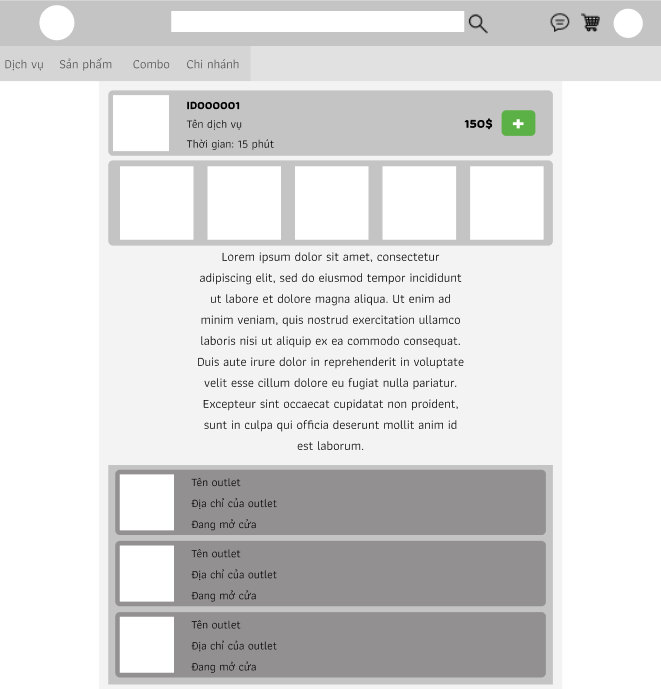 Dịch vụ Sản phẩm Combo Chi nhánh
ID000001
Tên dịch vụ
150$
Thời gian: 15 phút
Lorem ipsum dolor sit amet, consectetur
adipiscing elit, sed do eiusmod tempor incididunt
ut labore et dolore magna aliqua. Ut enim ad
minim veniam, quis nostrud exercitation ullamco
laboris nisi ut aliquip ex ea commodo consequat.
Duis aute irure dolor in reprehenderit in voluptate
velit esse cillum dolore eu fugiat nulla pariatur.
Excepteur sint occaecat cupidatat non proident,
sunt in culpa qui officia deserunt mollit anim id
est laborum.
Tên outlet
Địa chỉ của outlet
Đang mở cửa
Tên outlet
Địa chỉ của outlet
Đang mở cửa
Tên outlet
Địa chỉ của outlet
Đang mở cửa